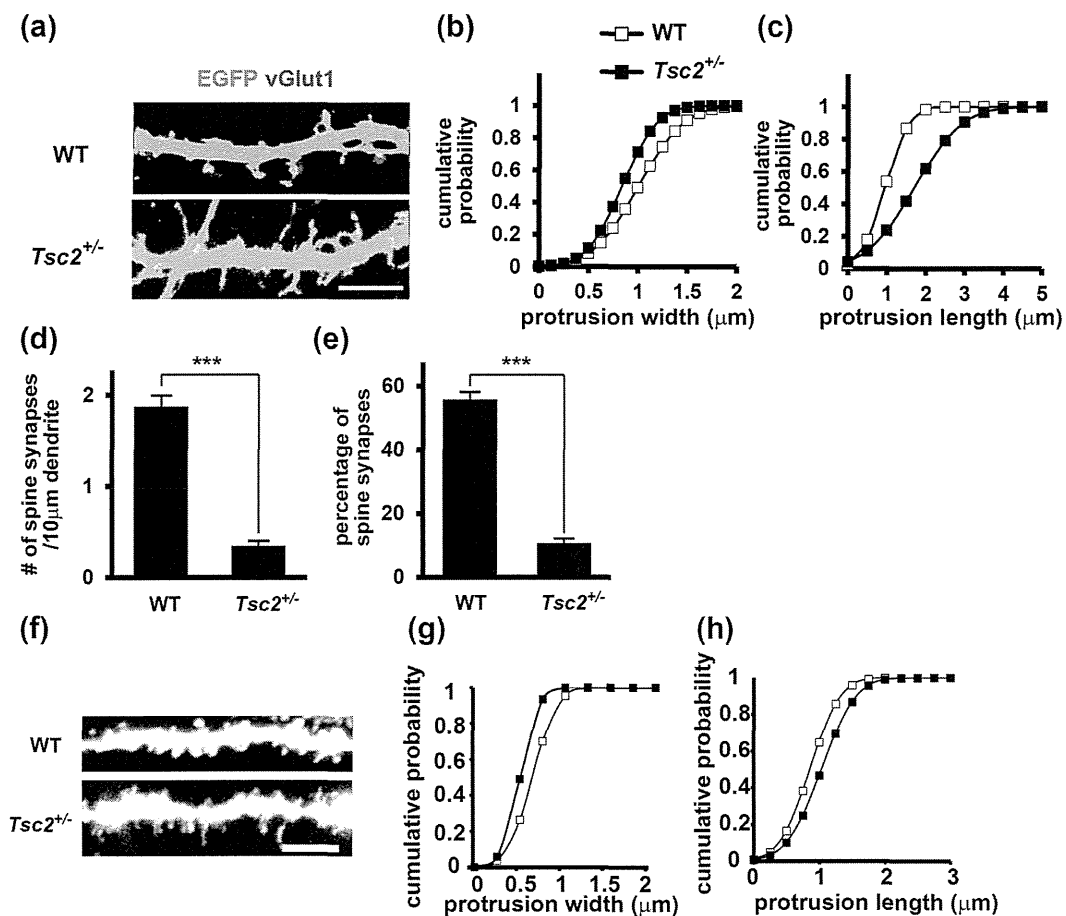 (a)
EGFP vGlut1
WT
Tsc2+/-
(b)
WT
Tsc2+/-
cumulative
probability
1
0.8
0.6
0.4
0.2
0
0 0.5 1 1.5 2
protrusion width (μm)
(c)
cumulative
probability
1
0.8
0.6
0.4
0.2
0
0 1 2 3 4 5
protrusion length (μm)
(d)
# of spine synapses
/10μm dendrite
2
1
0
***
WT Tsc2+/-
(e)
percentage of
spine synapses
60
40
20
0
***
WT Tsc2+/-
(f)
WT
Tsc2+/-
(g)
cumulative probability
1
0.8
0.6
0.4
0.2
0
0 0.5 1 1.5 2
protrusion width (μm)
(h)
cumulative probability
1
0.8
0.6
0.4
0.2
0
0 1 2 3
protrusion length (μm)